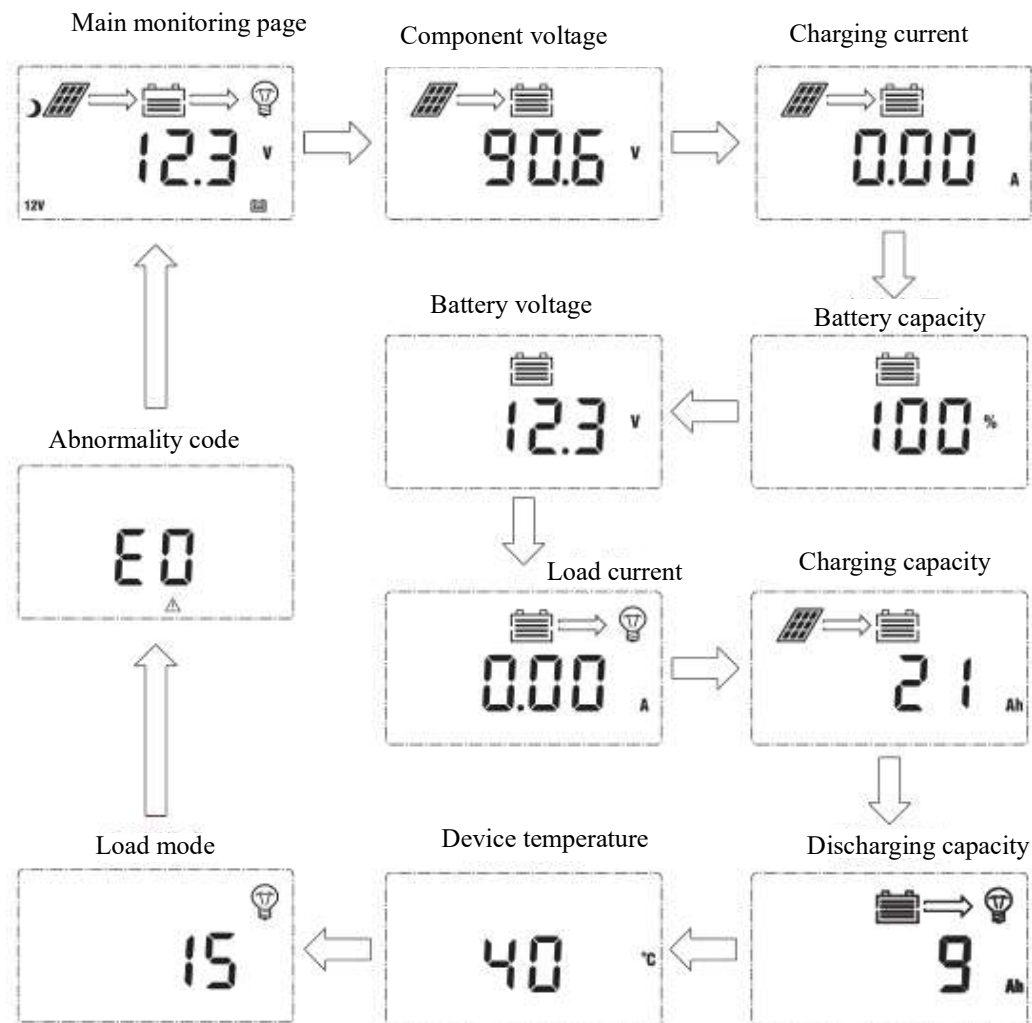 Main monitoring page
Component voltage
Charging current
12.3 V
12V
90.6 V
0.00 A
Battery voltage
Battery capacity
12.3 V
100 %
Abnormality code
E0
Load current
Charging capacity
0.00 A
21 Ah
Load mode
Device temperature
Discharging capacity
15
40 °C
9 Ah